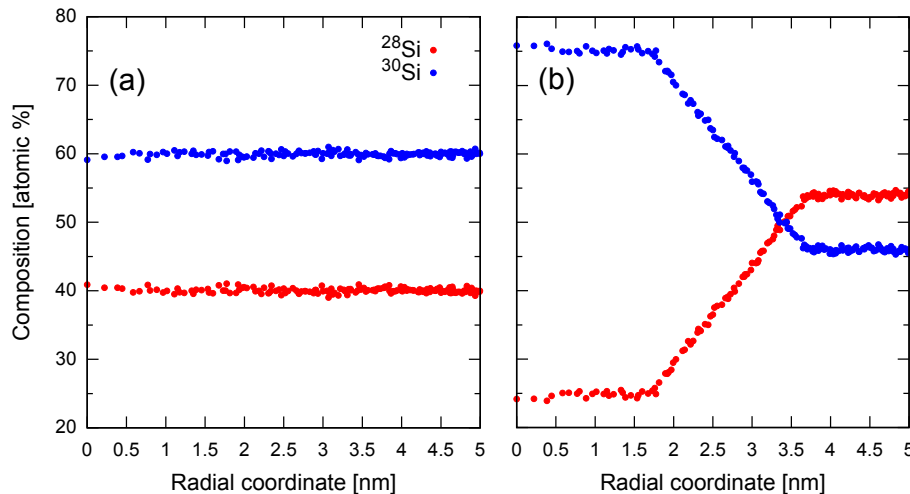 80
70
60
50
40
30
20
Composition [atomic %]
(a)
²⁸Si
³⁰Si
0 0.5 1 1.5 2 2.5 3 3.5 4 4.5 5
Radial coordinate [nm]
(b)
0 0.5 1 1.5 2 2.5 3 3.5 4 4.5 5
Radial coordinate [nm]